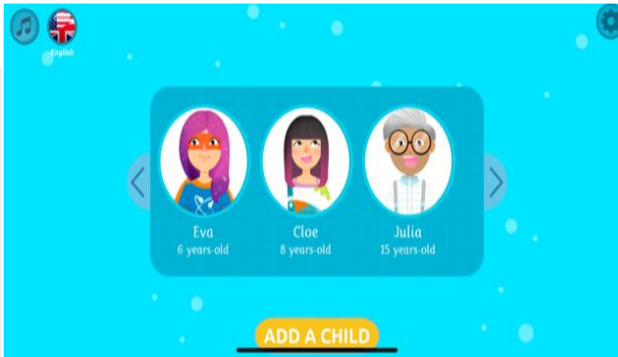 English
Eva
6 years-old
Cloe
8 years-old
Julia
15 years-old
ADD A CHILD